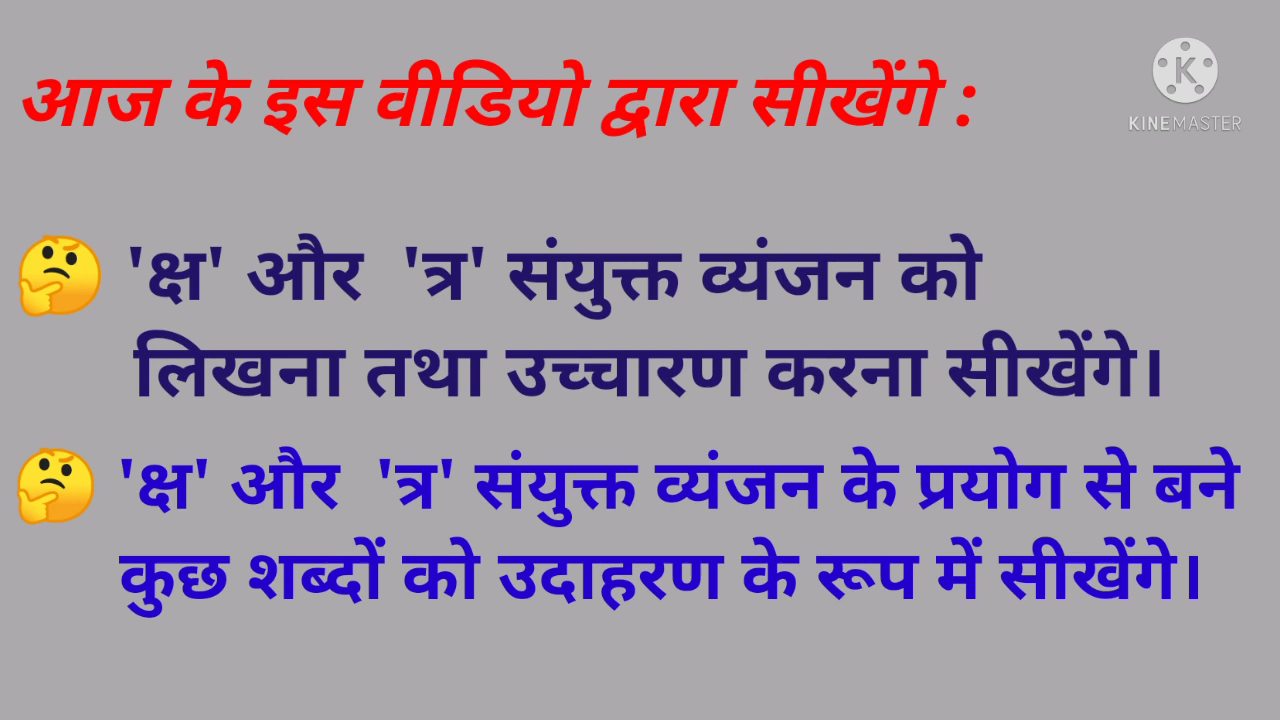 आज के इस वीडियो द्वारा सीखेंगे :
KINEMASTER
🤔 'क्ष' और 'त्र' संयुक्त व्यंजन को
लिखना तथा उच्चारण करना सीखेंगे।
🤔 'क्ष' और 'त्र' संयुक्त व्यंजन के प्रयोग से बने
कुछ शब्दों को उदाहरण के रूप में सीखेंगे।